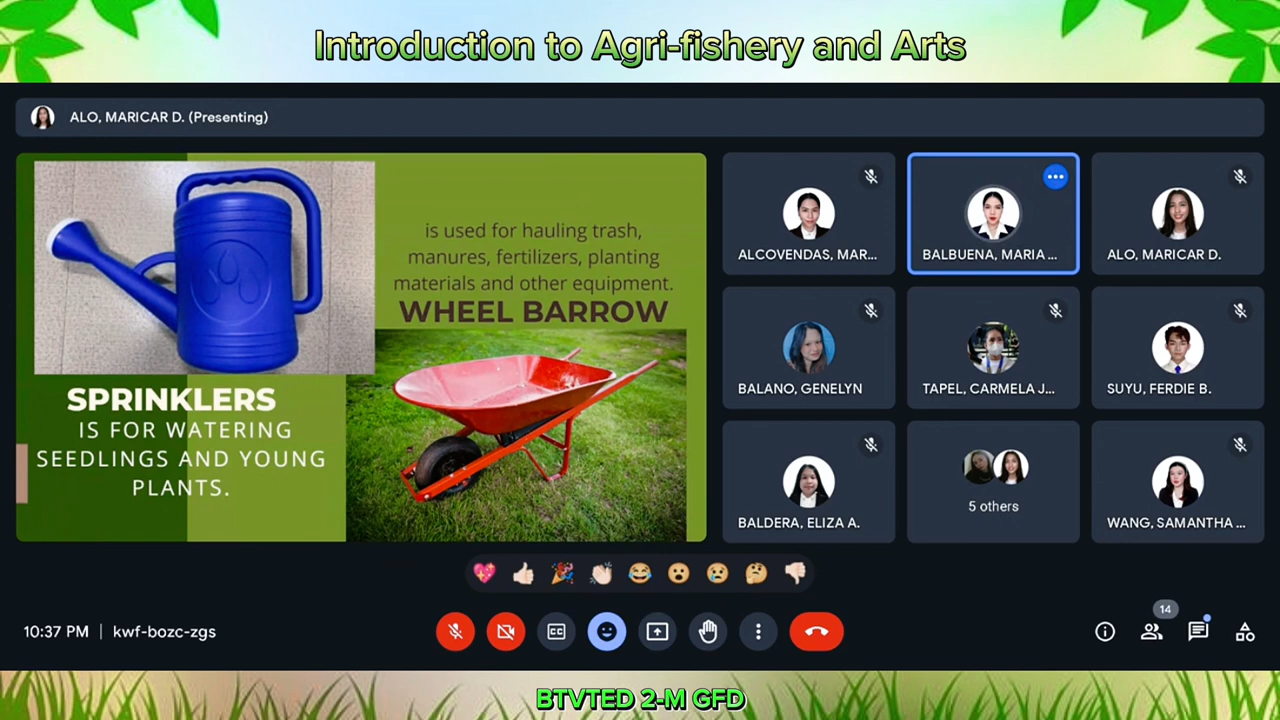 Introduction to Agri-fishery and Arts
ALO, MARICAR D. (Presenting)
SPRINKLERS
IS FOR WATERING
SEEDLINGS AND YOUNG
PLANTS.
is used for hauling trash,
manures, fertilizers, planting
materials and other equipment.
WHEEL BARROW
ALCOVENDAS, MAR...
BALBUENA, MARIA ...
ALO, MARICAR D.
BALANO, GENELYN
TAPEL, CARMELA J...
SUYU, FERDIE B.
BALDERA, ELIZA A.
5 others
WANG, SAMANTHA ...
10:37 PM | kwf-bozc-zgs
CC
14
BTVTED 2-M GFD